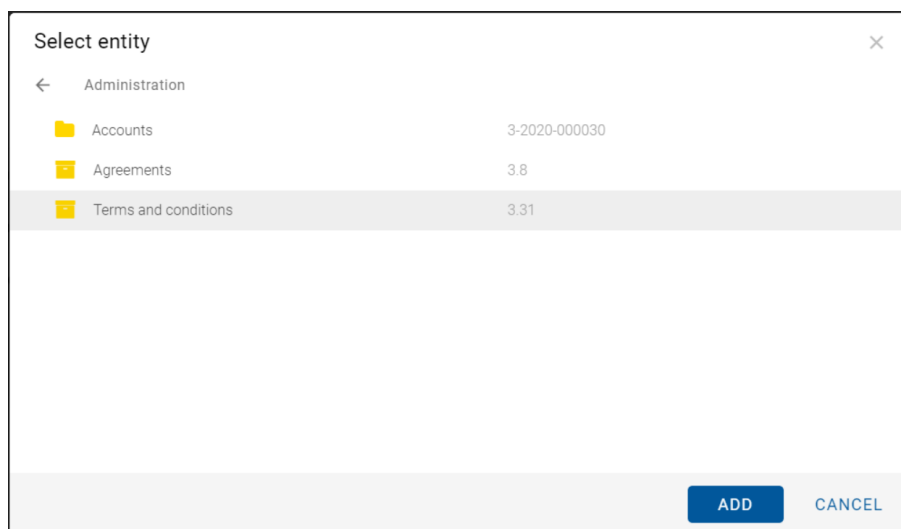 Select entity
Administration
Accounts 3-2020-000030
Agreements 3.8
Terms and conditions 3.31
ADD CANCEL